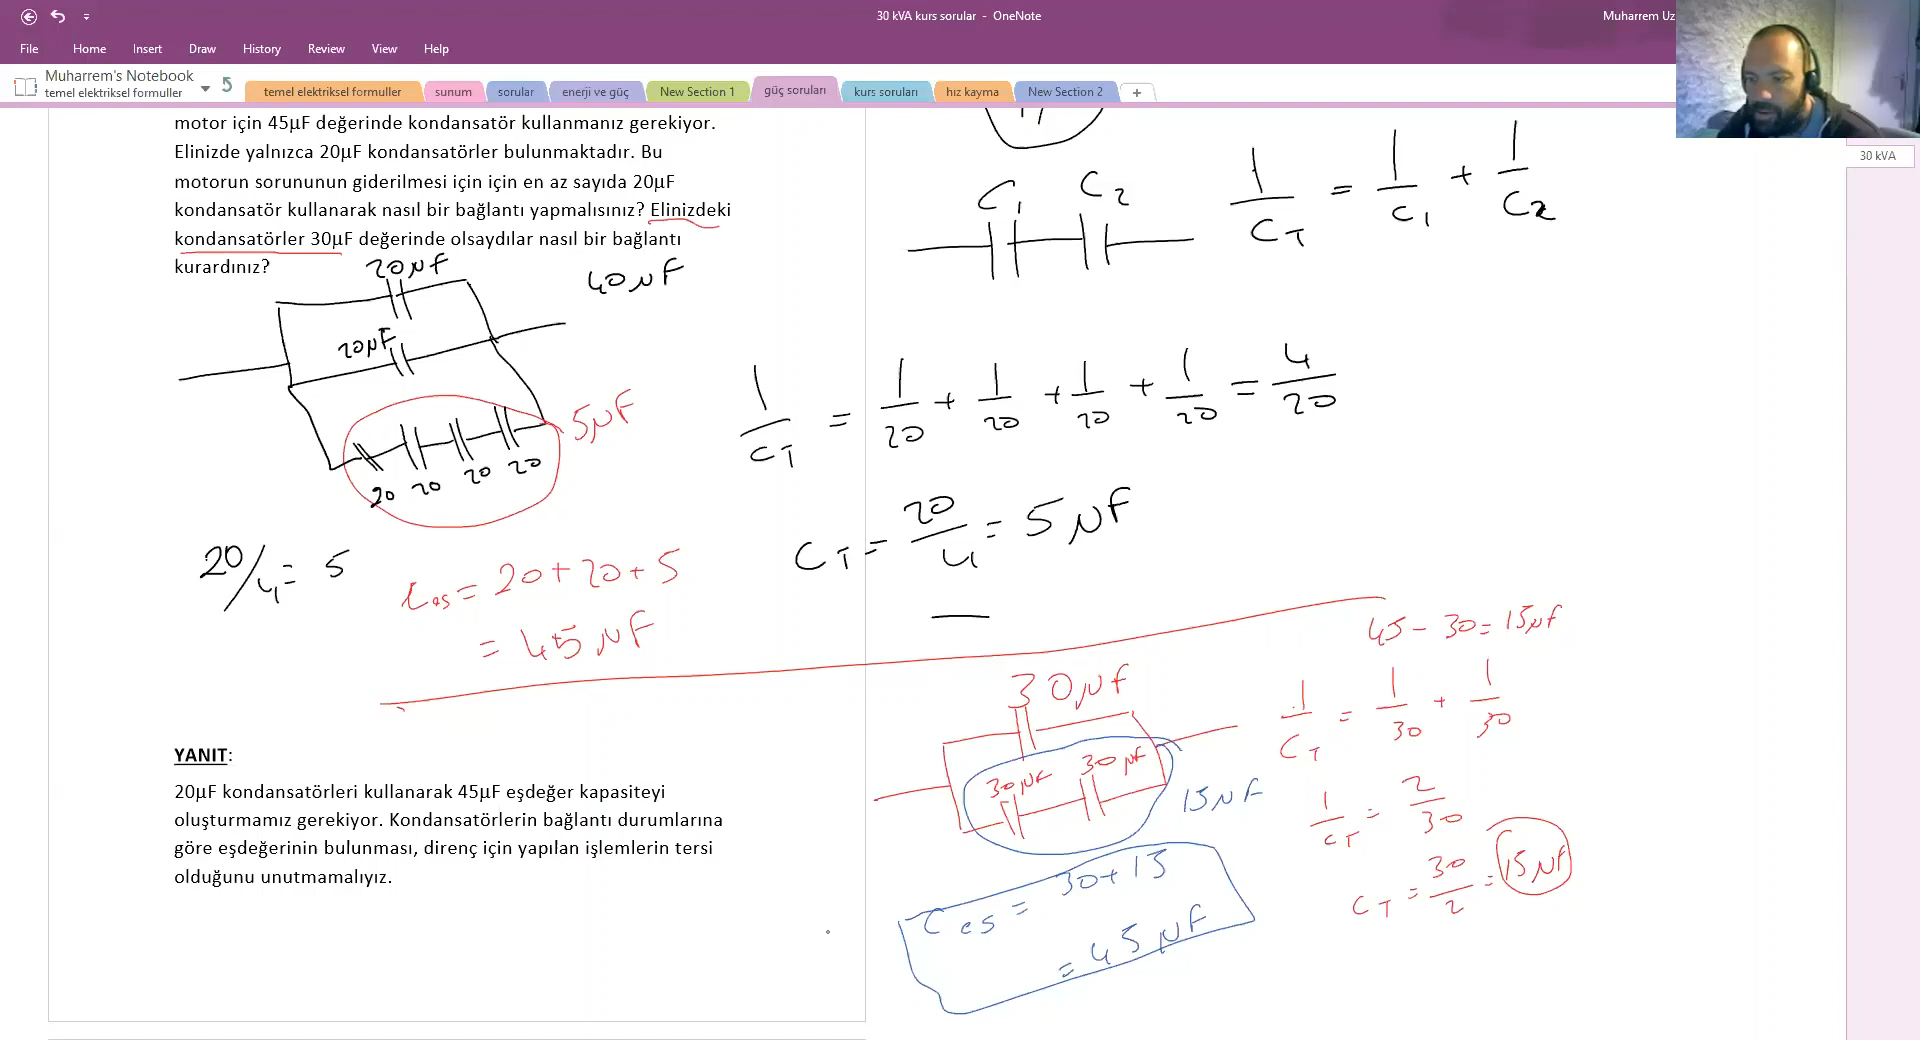 30 kVA kurs sorular - OneNote
Muharrem Uz
File Home Insert Draw History Review View Help
Muharrem's Notebook
temel elektriksel formuller
temel elektriksel formuller sunum sorular enerji ve güç New Section 1 güç soruları kurs soruları hız kayma New Section 2 +
30 kVA
motor için 45µF değerinde kondansatör kullanmanız gerekiyor.
Elinizde yalnızca 20µF kondansatörler bulunmaktadır. Bu
motorun sorununun giderilmesi için için en az sayıda 20µF
kondansatör kullanarak nasıl bir bağlantı yapmalısınız? Elinizdeki
kondansatörler 30µF değerinde olsaydılar nasıl bir bağlantı
kurardınız?
20µF
40µF
20µF
5µF
20 20 20 20
20/4 = 5
Ces = 20+20+5
= 45 µF
C1 C2
1/CT = 1/C1 + 1/C2
1/CT = 1/20 + 1/20 + 1/20 + 1/20 = 4/20
CT = 20/4 = 5 µF
45 - 30 = 15µf
30µf
30µF 30µF
15µF
1/CT = 1/30 + 1/30
1/CT = 2/30
CT = 30/2 = 15µF
Ces = 30+15
= 45µF
YANIT:
20µF kondansatörleri kullanarak 45µF eşdeğer kapasiteyi
oluşturmamız gerekiyor. Kondansatörlerin bağlantı durumlarına
göre eşdeğerinin bulunması, direnç için yapılan işlemlerin tersi
olduğunu unutmamalıyız.